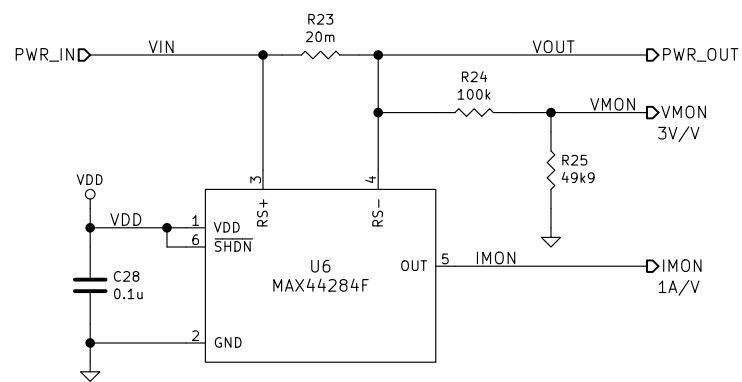 R23
20m
PWR_IN
VIN
VOUT
PWR_OUT
R24
100k
VMON
VMON
3V/V
R25
49k9
3
4
RS+
RS-
VDD
VDD
1
VDD
6
SHDN
C28
0.1u
U6
MAX44284F
OUT
5
IMON
IMON
1A/V
2
GND